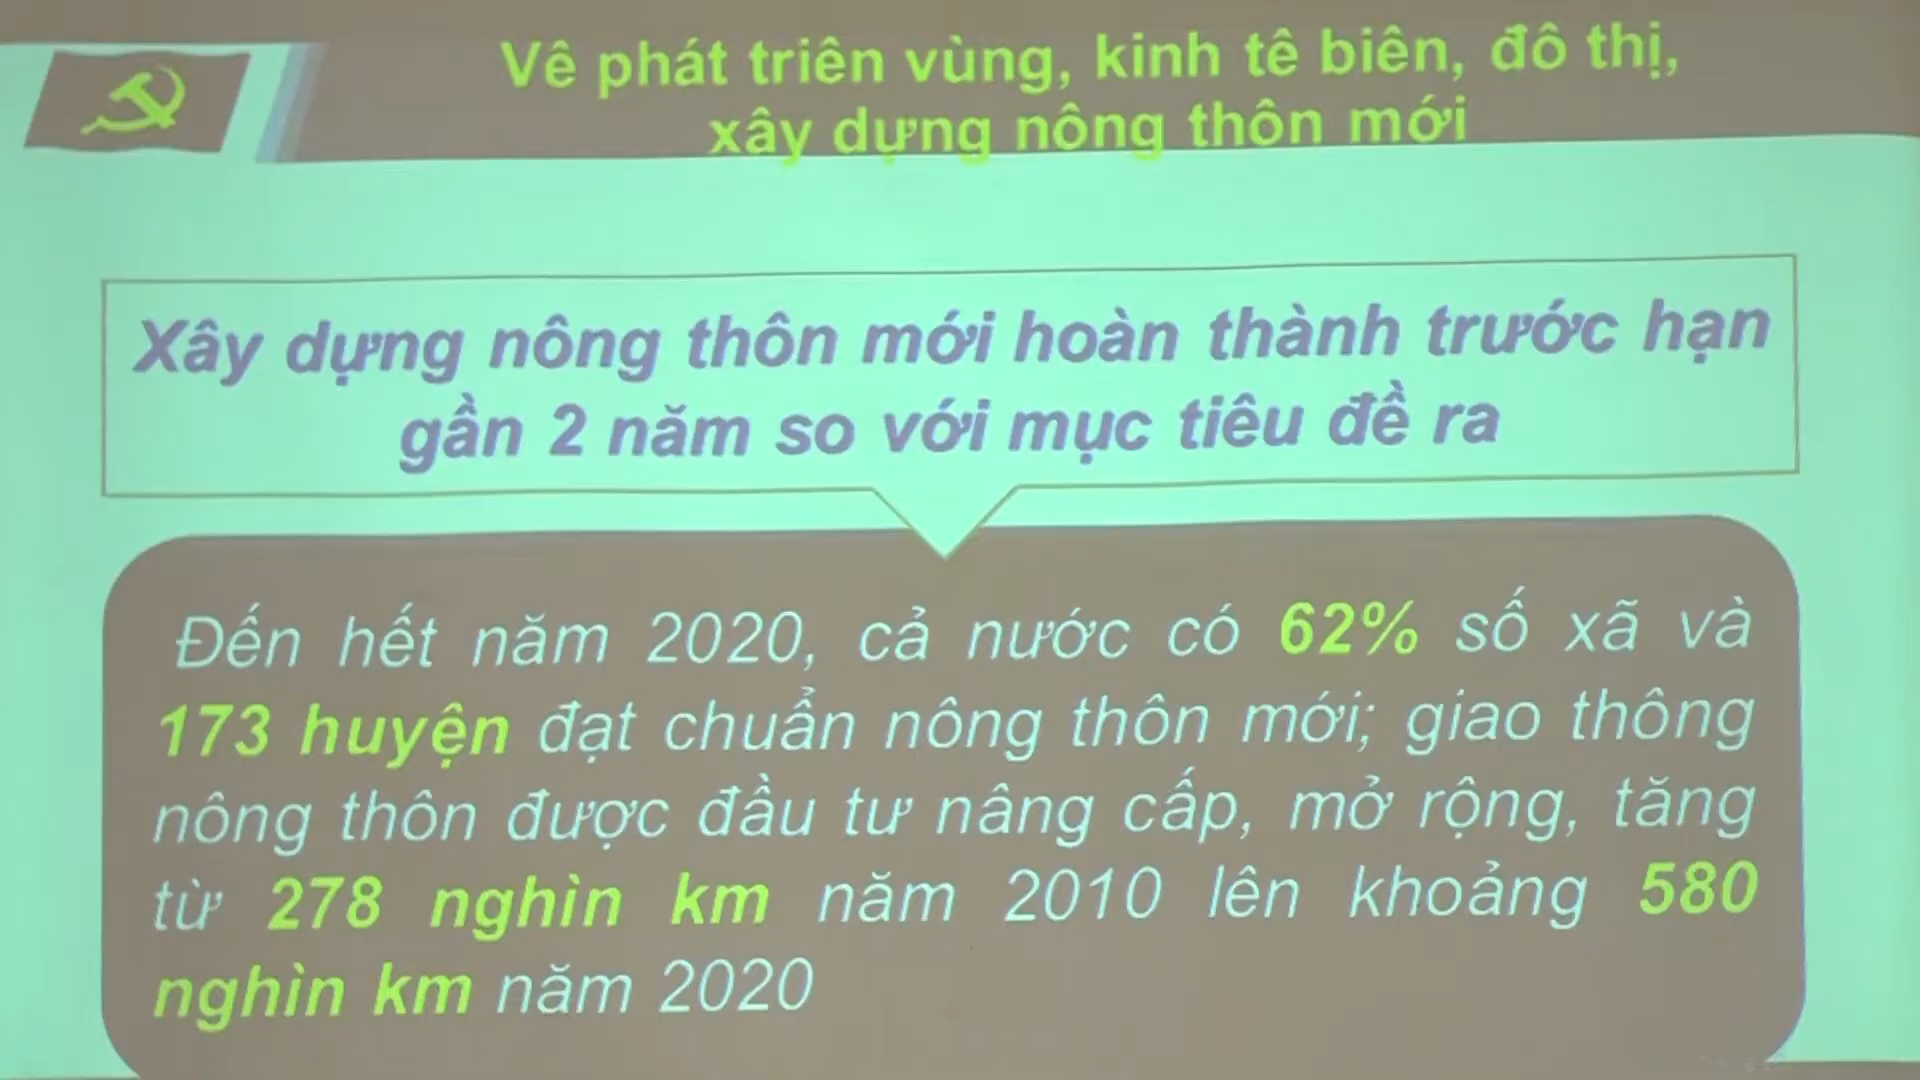 Về phát triển vùng, kinh tế biển, đô thị,
xây dựng nông thôn mới
Xây dựng nông thôn mới hoàn thành trước hạn
gần 2 năm so với mục tiêu đề ra
Đến hết năm 2020, cả nước có 62% số xã và
173 huyện đạt chuẩn nông thôn mới; giao thông
nông thôn được đầu tư nâng cấp, mở rộng, tăng
từ 278 nghìn km năm 2010 lên khoảng 580
nghìn km năm 2020